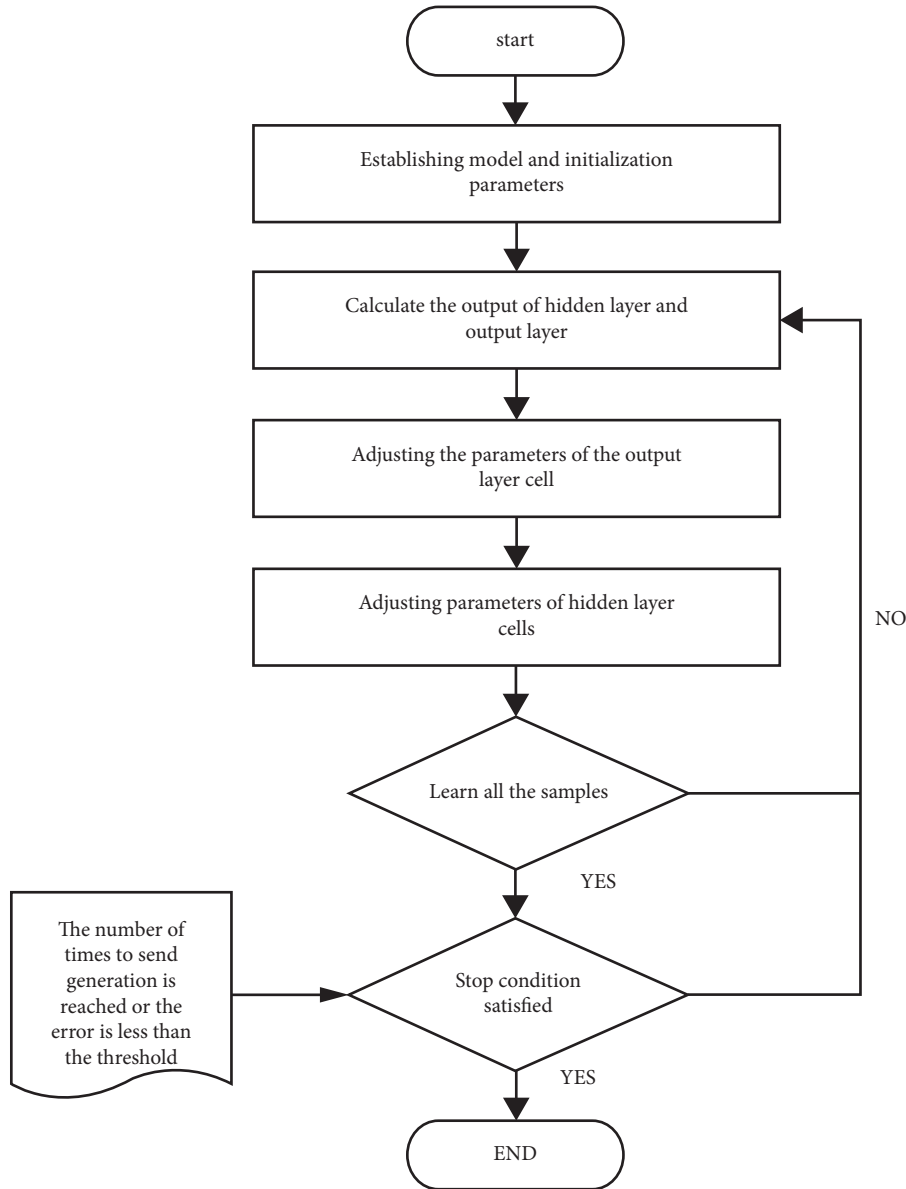 start
Establishing model and initialization
parameters
Calculate the output of hidden layer and
output layer
Adjusting the parameters of the output
layer cell
Adjusting parameters of hidden layer
cells
NO
Learn all the samples
YES
The number of
times to send
generation is
reached or the
error is less than
the threshold
Stop condition
satisfied
YES
END